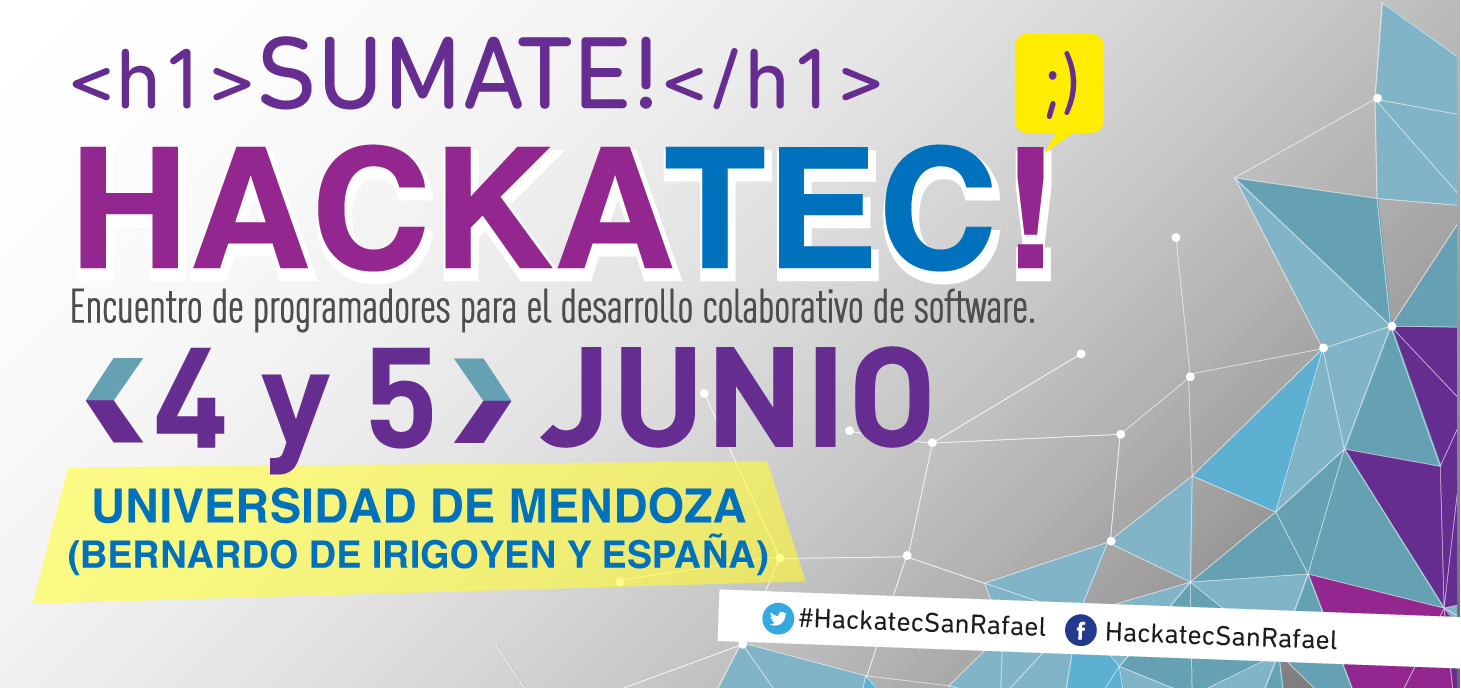 <h1>SUMATE!</h1>
;)
HACKATEC!
Encuentro de programadores para el desarrollo colaborativo de software.
<4 y 5> JUNIO
UNIVERSIDAD DE MENDOZA
(BERNARDO DE IRIGOYEN Y ESPAÑA)
#HackatecSanRafael HackatecSanRafael